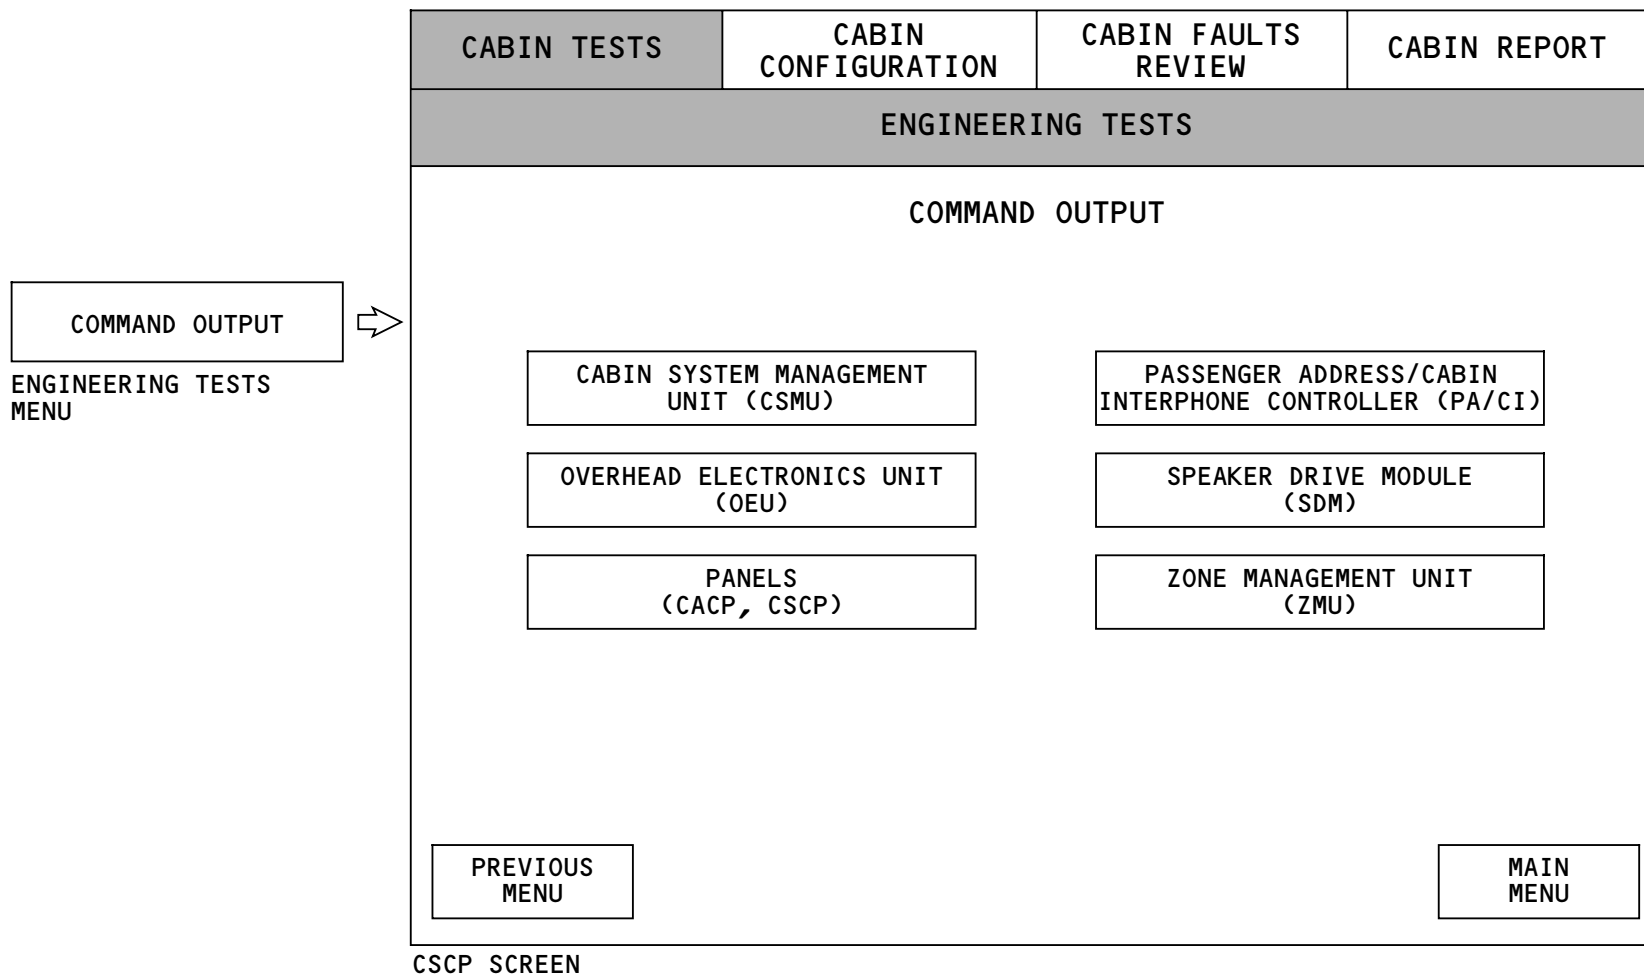 CABIN TESTS
CABIN
CONFIGURATION
CABIN FAULTS
REVIEW
CABIN REPORT
ENGINEERING TESTS
COMMAND OUTPUT
COMMAND OUTPUT
ENGINEERING TESTS
MENU
CABIN SYSTEM MANAGEMENT
UNIT (CSMU)
PASSENGER ADDRESS/CABIN
INTERPHONE CONTROLLER (PA/CI)
OVERHEAD ELECTRONICS UNIT
(OEU)
SPEAKER DRIVE MODULE
(SDM)
PANELS
(CACP, CSCP)
ZONE MANAGEMENT UNIT
(ZMU)
PREVIOUS
MENU
MAIN
MENU
CSCP SCREEN